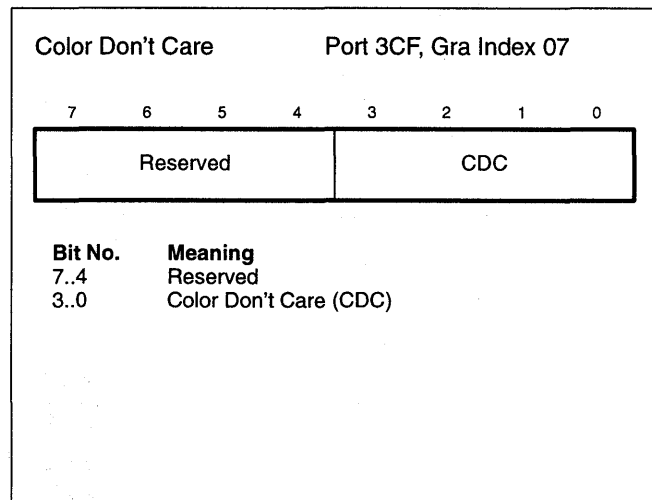 Color Don't Care Port 3CF, Gra Index 07
7 6 5 4 3 2 1 0
Reserved CDC
Bit No. Meaning
7..4 Reserved
3..0 Color Don't Care (CDC)